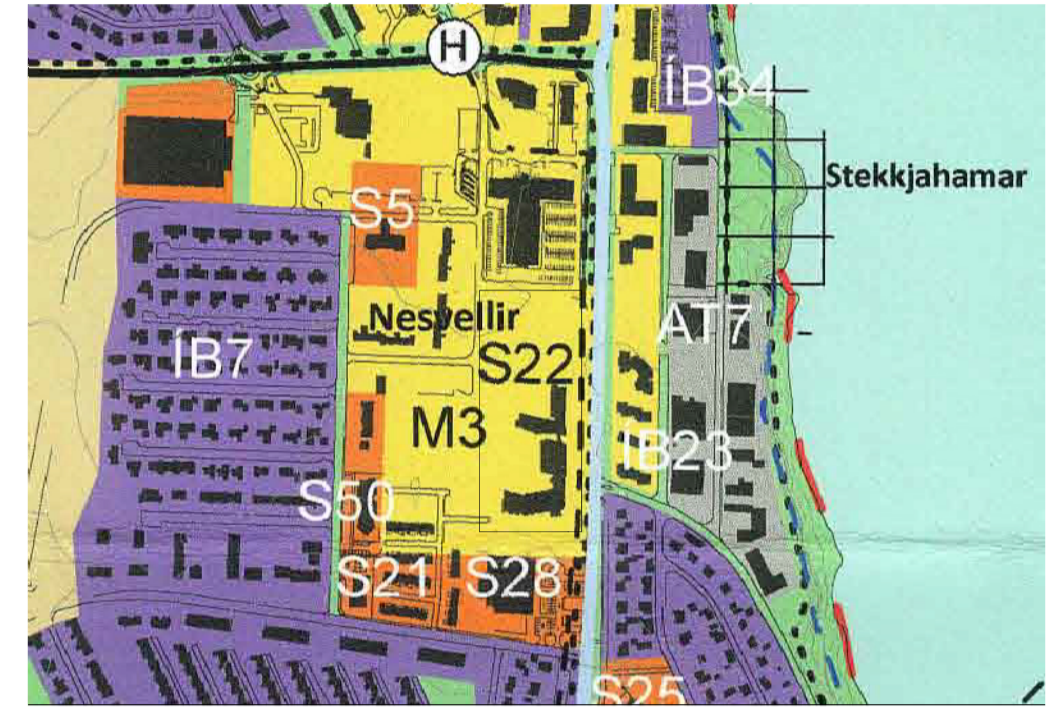 H
ÍB34
Stekkjahamar
S5
Nesvellir
AT7
ÍB7
S22
M3
ÍB23
S50
S21
S28
S25